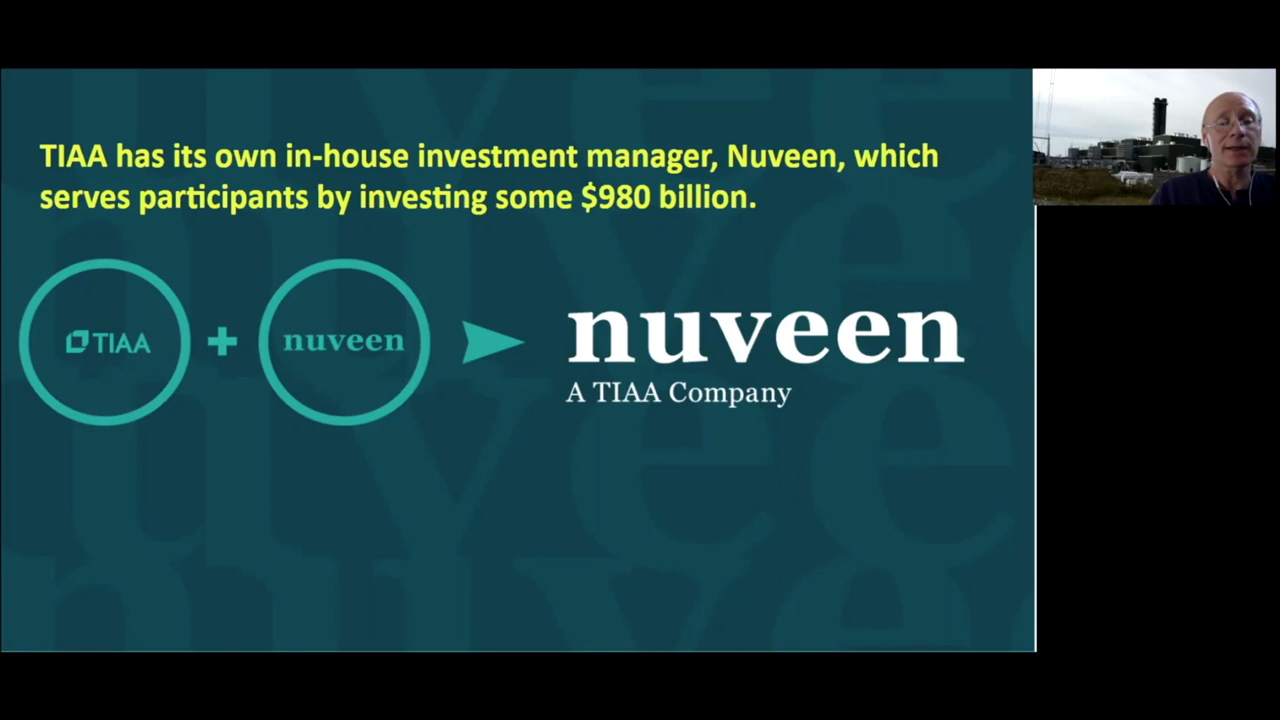 TIAA has its own in-house investment manager, Nuveen, which
serves participants by investing some $980 billion.
TIAA
nuveen
nuveen
A TIAA Company